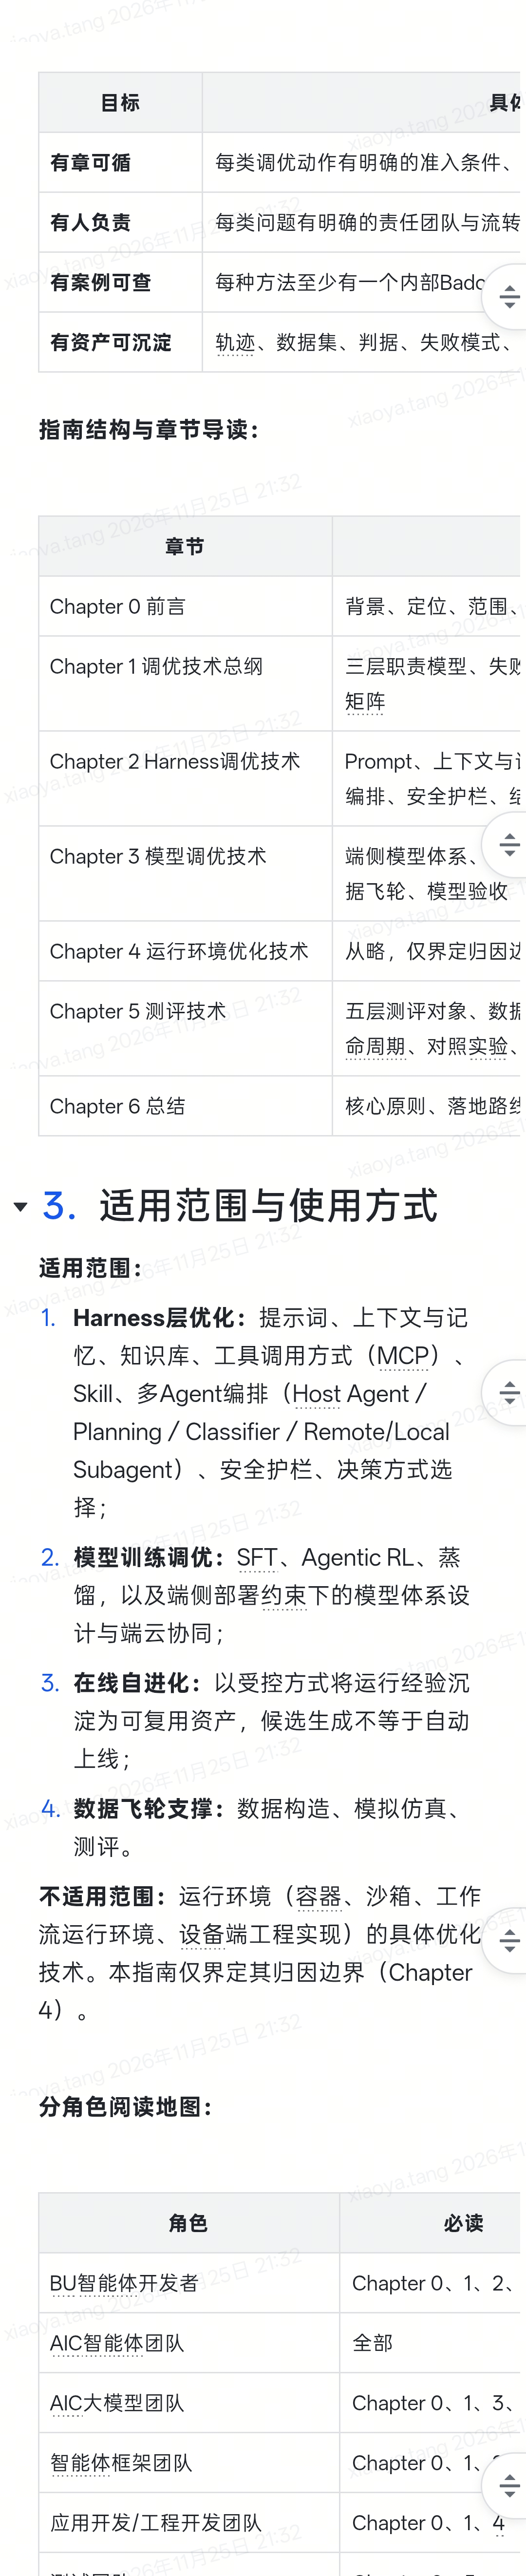 目标 具体
有章可循 每类调优动作有明确的准入条件、
有人负责 每类问题有明确的责任团队与流转
有案例可查 每种方法至少有一个内部Badc
有资产可沉淀 轨迹、数据集、判据、失败模式、
指南结构与章节导读：
章节
Chapter 0 前言 背景、定位、范围、
Chapter 1 调优技术总纲 三层职责模型、失败
矩阵
Chapter 2 Harness调优技术 Prompt、上下文与记
编排、安全护栏、结
Chapter 3 模型调优技术 端侧模型体系、
据飞轮、模型验收
Chapter 4 运行环境优化技术 从略，仅界定归因边
Chapter 5 测评技术 五层测评对象、数据
命周期、对照实验、
Chapter 6 总结 核心原则、落地路线
3. 适用范围与使用方式
适用范围：
1. Harness层优化：提示词、上下文与记
忆、知识库、工具调用方式（MCP）、
Skill、多Agent编排（Host Agent /
Planning / Classifier / Remote/Local
Subagent）、安全护栏、决策方式选
择；
2. 模型训练调优：SFT、Agentic RL、蒸
馏，以及端侧部署约束下的模型体系设
计与端云协同；
3. 在线自进化：以受控方式将运行经验沉
淀为可复用资产，候选生成不等于自动
上线；
4. 数据飞轮支撑：数据构造、模拟仿真、
测评。
不适用范围：运行环境（容器、沙箱、工作
流运行环境、设备端工程实现）的具体优化
技术。本指南仅界定其归因边界（Chapter
4）。
分角色阅读地图：
角色 必读
BU智能体开发者 Chapter 0、1、2、
AIC智能体团队 全部
AIC大模型团队 Chapter 0、1、3、
智能体框架团队 Chapter 0、1、
应用开发/工程开发团队 Chapter 0、1、4
xiaoya.tang 2026年11月25日 21:32